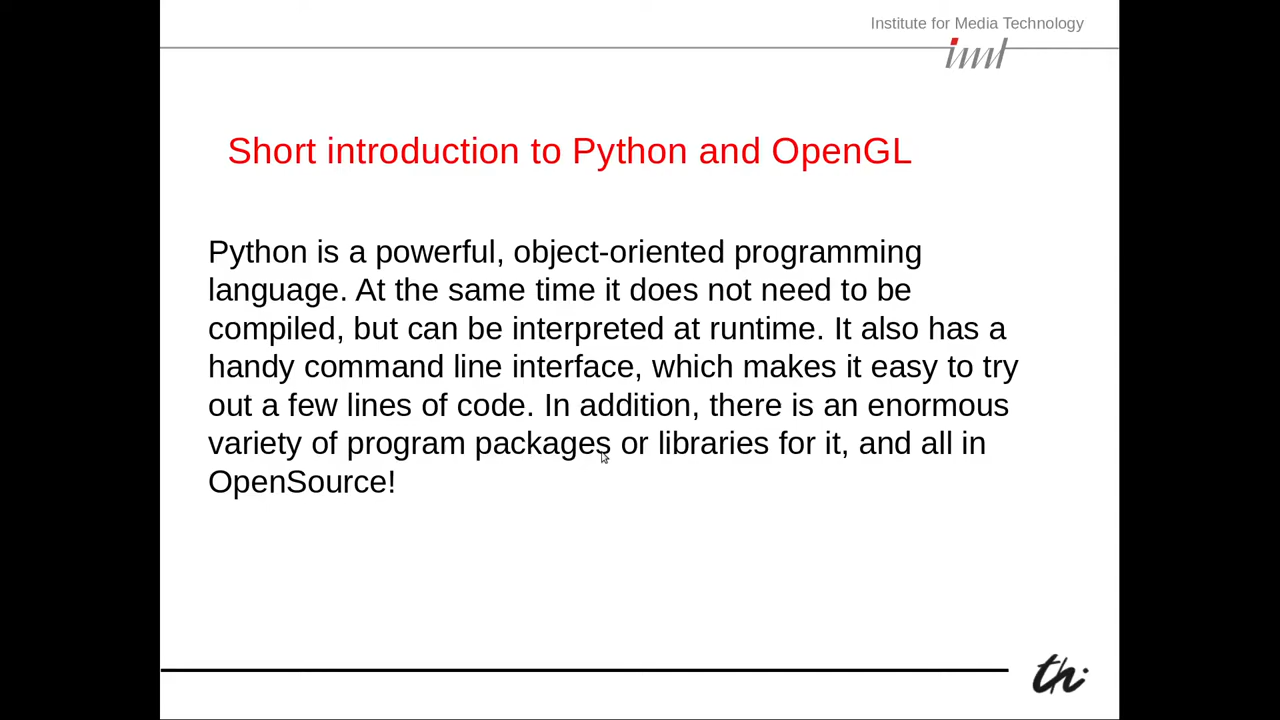 Institute for Media Technology
imt
Short introduction to Python and OpenGL
Python is a powerful, object-oriented programming
language. At the same time it does not need to be
compiled, but can be interpreted at runtime. It also has a
handy command line interface, which makes it easy to try
out a few lines of code. In addition, there is an enormous
variety of program packages or libraries for it, and all in
OpenSource!
th